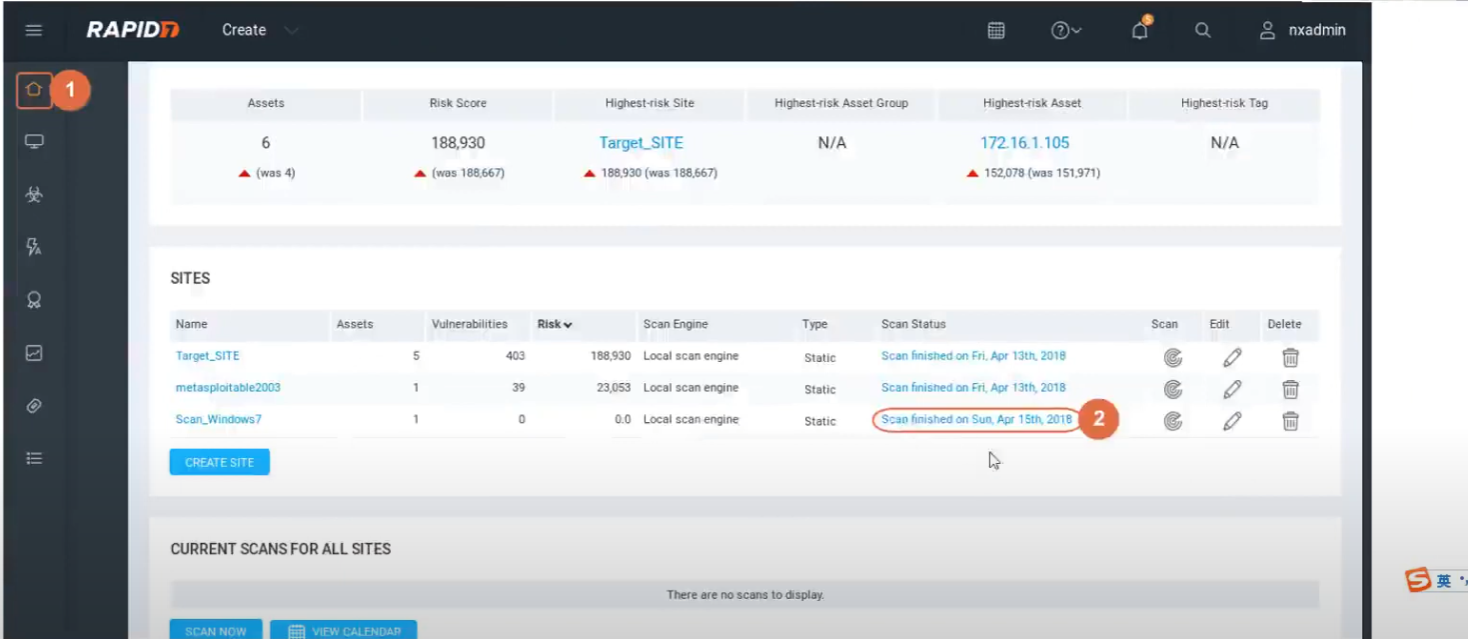 RAPID7 Create 5 nxadmin
1
Assets Risk Score Highest-risk Site Highest-risk Asset Group Highest-risk Asset Highest-risk Tag
6 188,930 Target_SITE N/A 172.16.1.105 N/A
(was 4) (was 188,667) 188,930 (was 188,667) 152,078 (was 151,971)
SITES
Name Assets Vulnerabilities Risk Scan Engine Type Scan Status Scan Edit Delete
Target_SITE 5 403 188,930 Local scan engine Static Scan finished on Fri, Apr 13th, 2018
metasploitable2003 1 39 23,053 Local scan engine Static Scan finished on Fri, Apr 13th, 2018
Scan_Windows7 1 0 0.0 Local scan engine Static Scan finished on Sun, Apr 15th, 2018 2
CREATE SITE
CURRENT SCANS FOR ALL SITES
There are no scans to display.
SCAN NOW VIEW CALENDAR
S 英